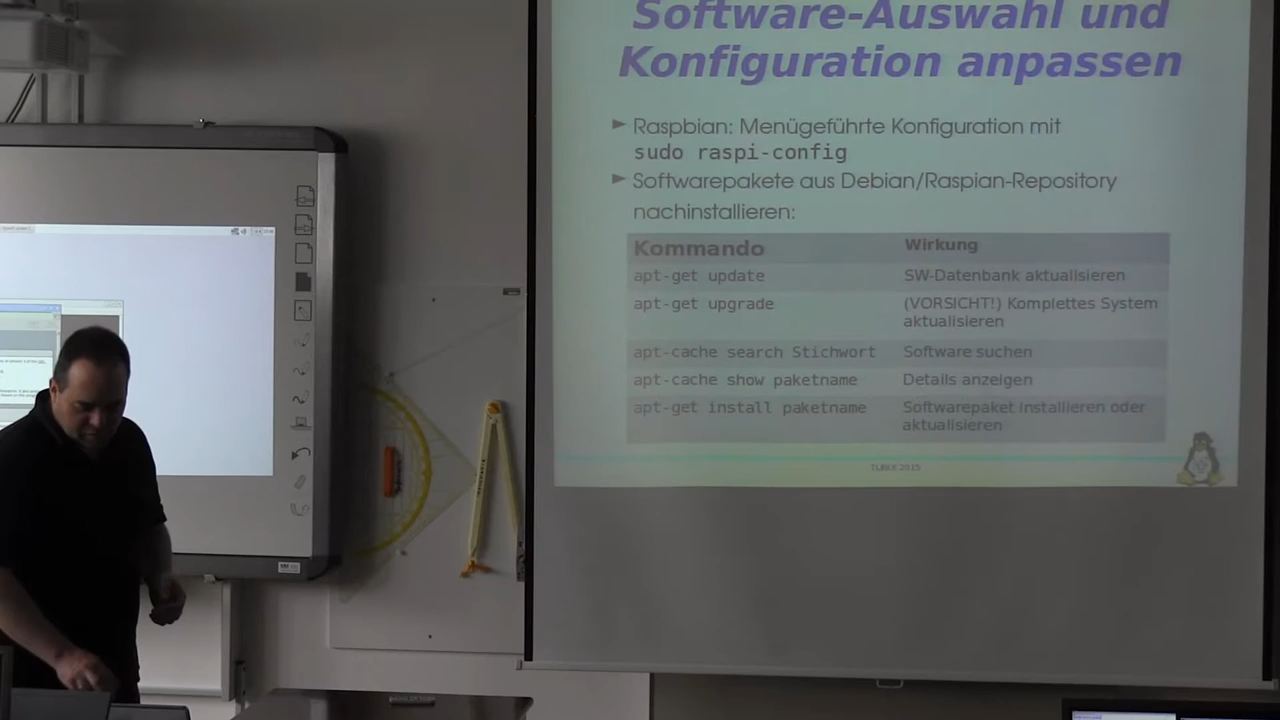 Software-Auswahl und
Konfiguration anpassen
Raspbian: Menügeführte Konfiguration mit
sudo raspi-config
Softwarepakete aus Debian/Raspian-Repository
nachinstallieren:
Kommando Wirkung
apt-get update SW-Datenbank aktualisieren
apt-get upgrade (VORSICHT!) Komplettes System
aktualisieren
apt-cache search Stichwort Software suchen
apt-cache show paketname Details anzeigen
apt-get install paketname Softwarepaket installieren oder
aktualisieren
2015